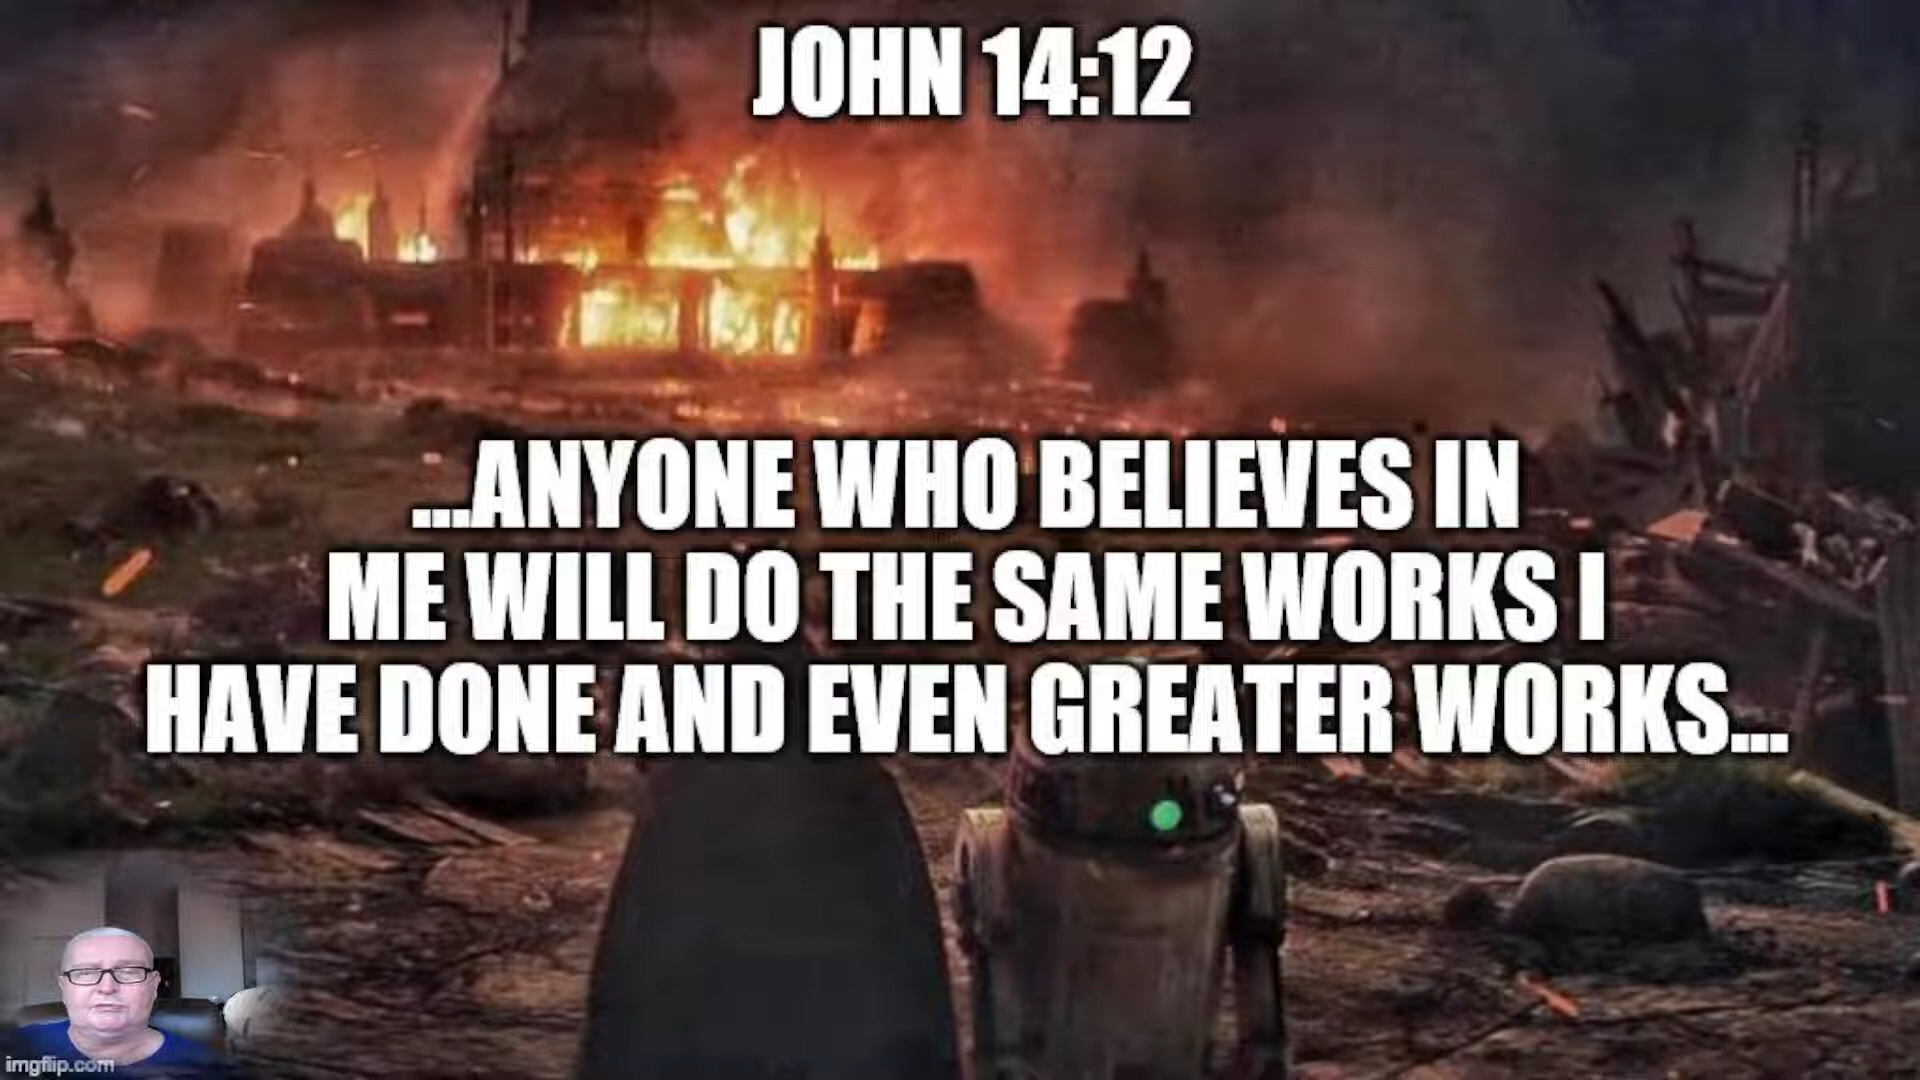 JOHN 14:12
...ANYONE WHO BELIEVES IN
ME WILL DO THE SAME WORKS I
HAVE DONE AND EVEN GREATER WORKS...
imgflip.com